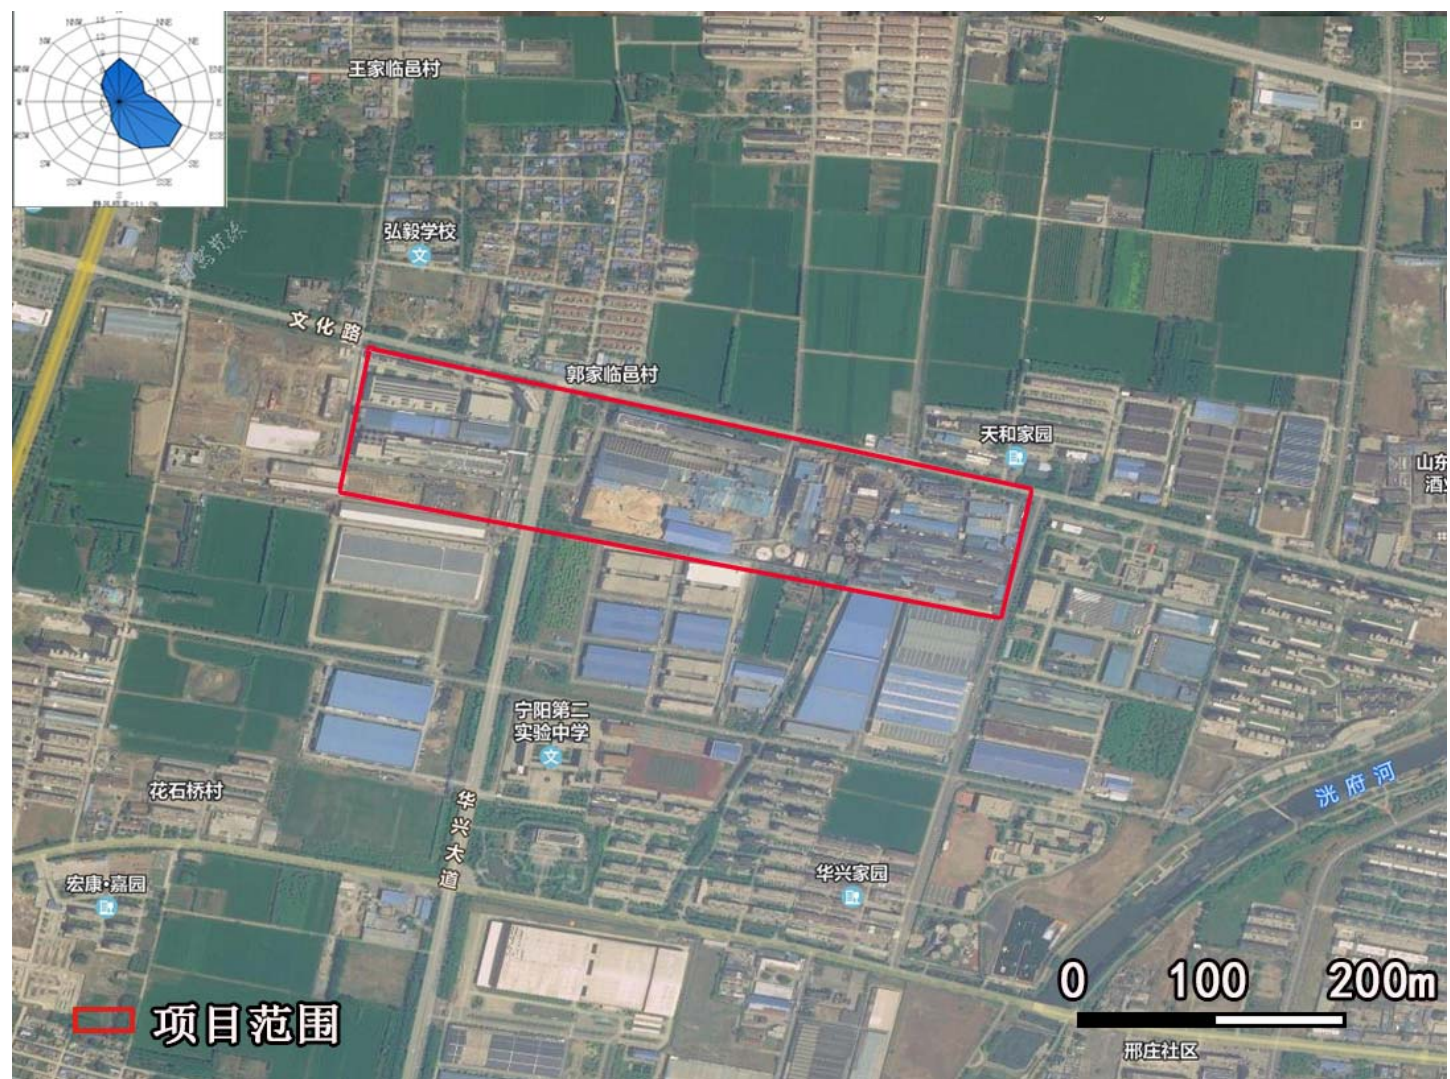 王家临邑村
弘毅学校
文
文化路
郭家临邑村
天和家园
山东
酒业
宁阳第二
实验中学
文
花石桥村
华兴大道
洸府河
宏康·嘉园
华兴家园
0 100 200m
项目范围
邢庄社区